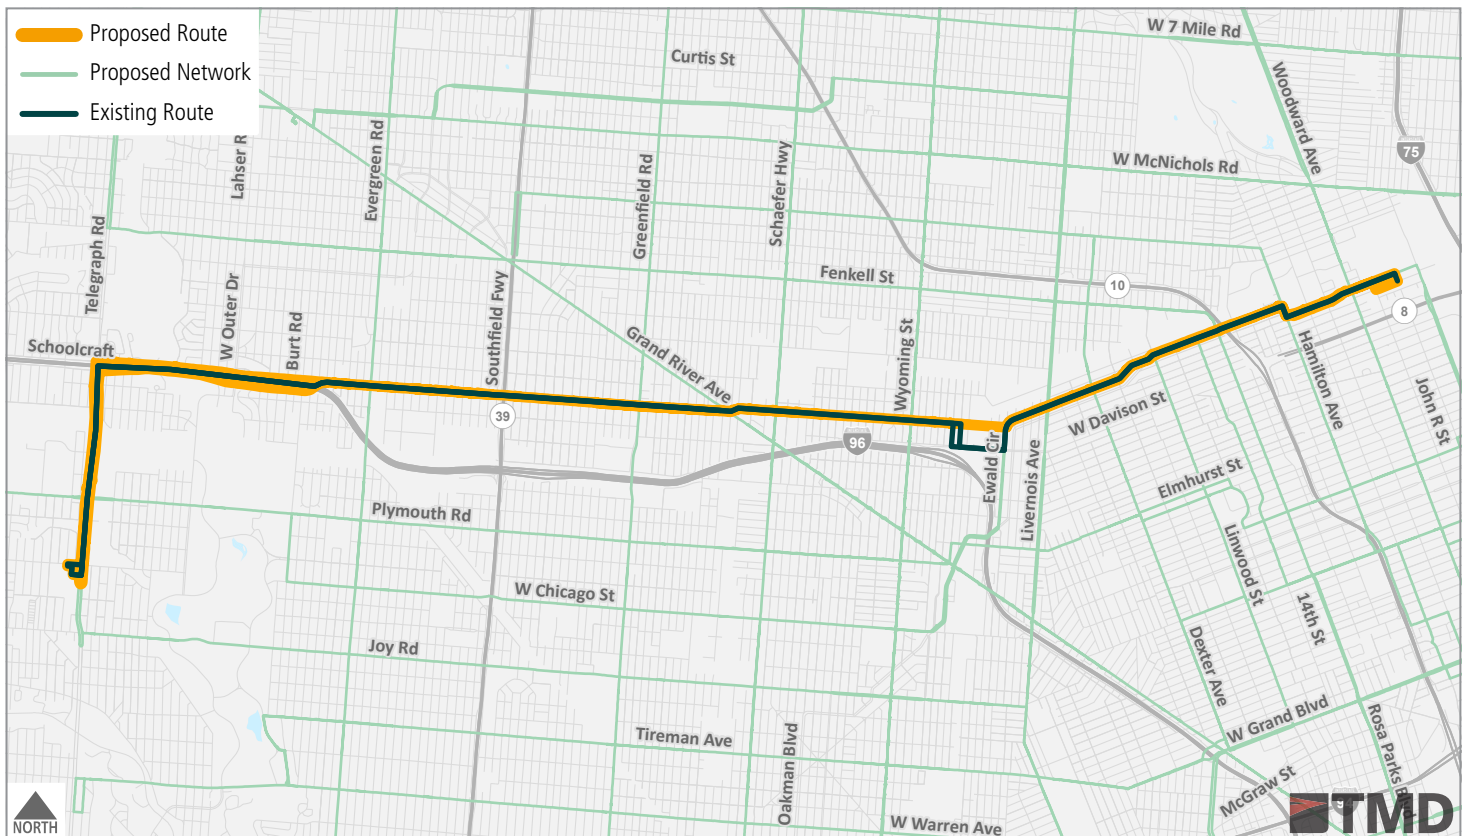 Proposed Route
Proposed Network
Existing Route
W 7 Mile Rd
Curtis St
Woodward Ave
Lahser R
Evergreen Rd
Greenfield Rd
Schaefer Hwy
W McNichols Rd
75
Telegraph Rd
W Outer Dr
Burt Rd
Southfield Fwy
Fenkell St
10
8
Schoolcraft
Grand River Ave
Wyoming St
Hamilton Ave
John R St
39
96
W Davison St
Ewald Cir
Livernois Ave
Elmhurst St
Plymouth Rd
Linwood St
W Chicago St
14th St
Joy Rd
Dexter Ave
Tireman Ave
Oakman Blvd
W Grand Blvd
Rosa Parks Blvd
McGraw St
W Warren Ave
94
NORTH
TMD